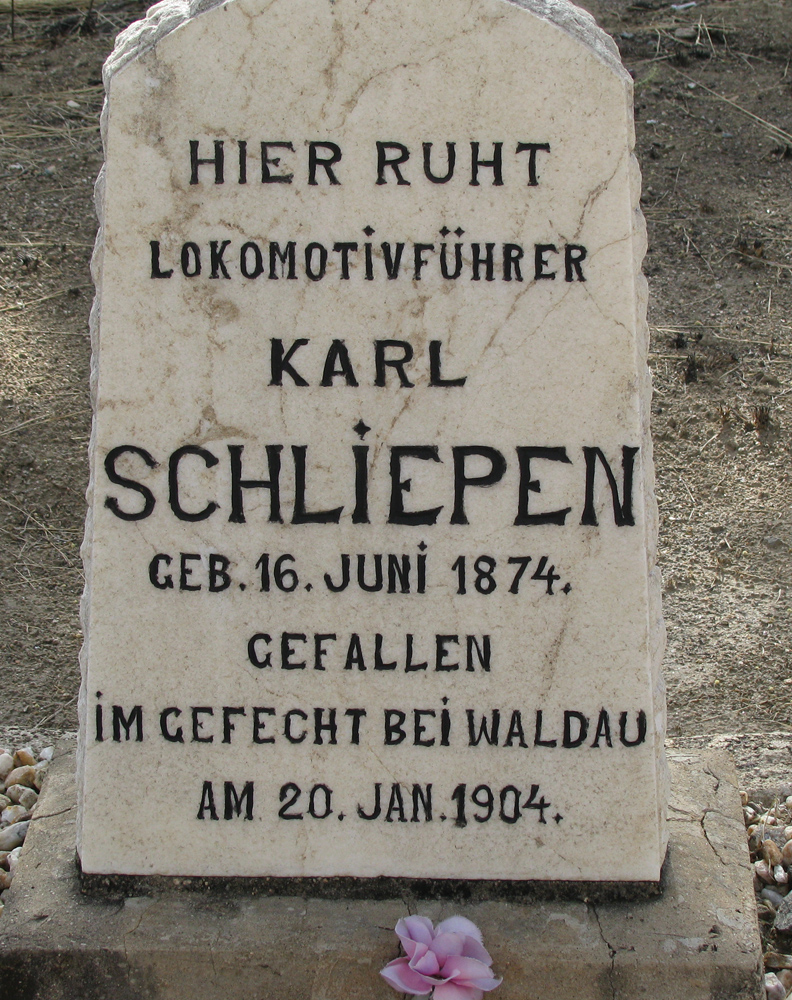 HIER RUHT
LOKOMOTIVFÜHRER
KARL
SCHLIEPEN
GEB. 16. JUNI 1874.
GEFALLEN
IM GEFECHT BEI WALDAU
AM 20. JAN. 1904.